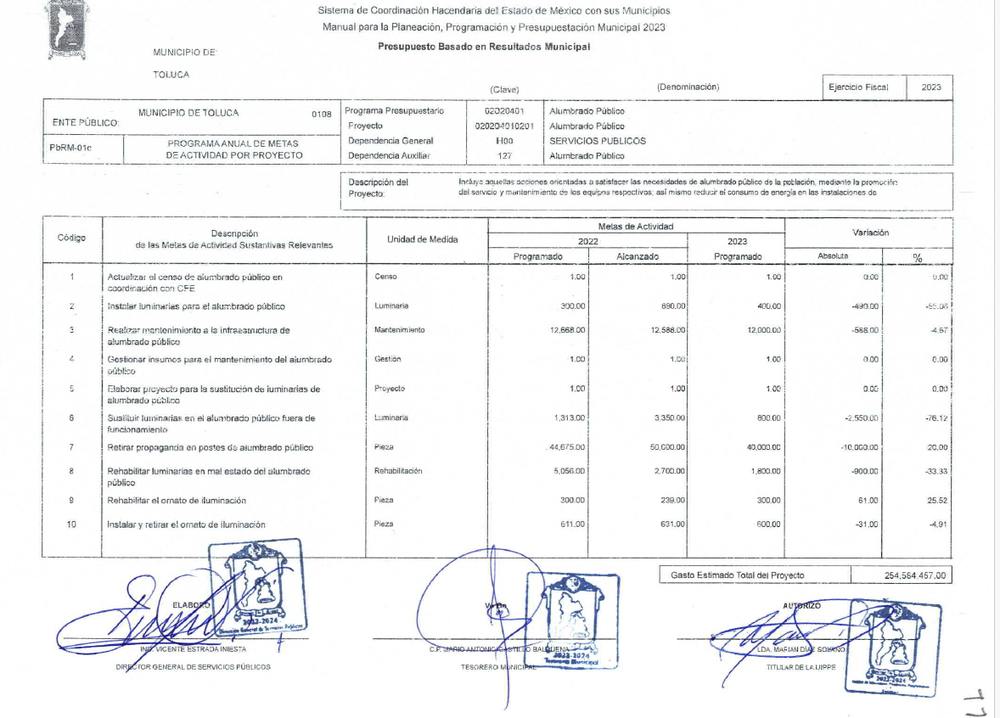 Sistema de Coordinación Hacendaria del Estado de México con sus Municipios
Manual para la Planeación, Programación y Presupuestación Municipal 2023
Presupuesto Basado en Resultados Municipal
MUNICIPIO DE:
TOLUCA
(Clave) (Denominación) Ejercicio Fiscal 2023
ENTE PÚBLICO: MUNICIPIO DE TOLUCA 0108
PbRM-01c PROGRAMA ANUAL DE METAS
DE ACTIVIDAD POR PROYECTO
Programa Presupuestario 02020401 Alumbrado Público
Proyecto 020204010201 Alumbrado Público
Dependencia General H00 SERVICIOS PUBLICOS
Dependencia Auxiliar 127 Alumbrado Público
Descripción del
Proyecto:
Incluye aquellas acciones orientadas a satisfacer las necesidades de alumbrado público de la población, mediante la promoción
del servicio y mantenimiento de los equipos respectivos; así mismo reducir el consumo de energía en las instalaciones de
Código Descripción
de las Metas de Actividad Sustantivas Relevantes
Unidad de Medida
Metas de Actividad
2022 2023
Programado Alcanzado Programado
Variación
Absoluta %
1 Actualizar el censo de alumbrado público en
coordinación con CFE
Censo 1.00 1.00 1.00 0.00 0.00
2 Instalar luminarias para el alumbrado público Luminaria 300.00 890.00 400.00 -490.00 -55.06
3 Realizar mantenimiento a la infraestructura de
alumbrado público
Mantenimiento 12,668.00 12,588.00 12,000.00 -588.00 -4.67
4 Gestionar insumos para el mantenimiento del alumbrado
público
Gestión 1.00 1.00 1.00 0.00 0.00
5 Elaborar proyecto para la sustitución de luminarias de
alumbrado público
Proyecto 1.00 1.00 1.00 0.00 0.00
6 Sustituir luminarias en el alumbrado público fuera de
funcionamiento
Luminaria 1,313.00 3,350.00 800.00 -2,550.00 -76.12
7 Retirar propaganda en postes de alumbrado público Pieza 44,675.00 50,000.00 40,000.00 -10,000.00 -20.00
8 Rehabilitar luminarias en mal estado del alumbrado
público
Rehabilitación 5,056.00 2,700.00 1,800.00 -900.00 -33.33
9 Rehabilitar el ornato de iluminación Pieza 300.00 239.00 300.00 61.00 25.52
10 Instalar y retirar el ornato de iluminación Pieza 611.00 631.00 600.00 -31.00 -4.91
Gasto Estimado Total del Proyecto 254,564,457.00
ELABORÓ
AUTORIZÓ
2022-2024
Dirección General de Servicios Públicos
2022-2024
Tesorería Municipal
2022-2024
ING. VICENTE ESTRADA INIESTA
DIRECTOR GENERAL DE SERVICIOS PÚBLICOS
C.P. MARIO ANTONIO CASTILLO BALBUENA
TESORERO MUNICIPAL
LDA. MARIAN DÍAZ SOLANO
TITULAR DE LA UIPPE